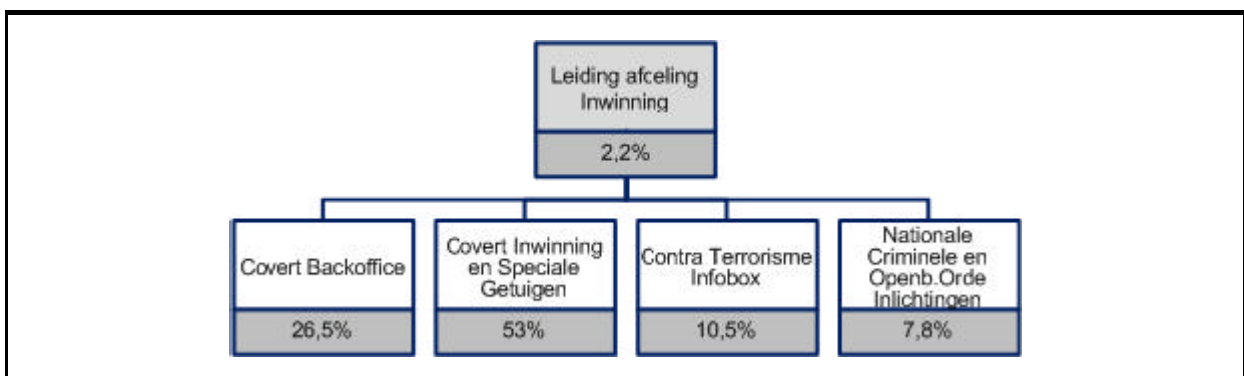 Leiding afceling
Inwinning
2,2%
Covert Backoffice
26,5%
Covert Inwinning
en Speciale
Getuigen
53%
Contra Terrorisme
Infobox
10,5%
Nationale
Criminele en
Openb.Orde
Inlichtingen
7,8%